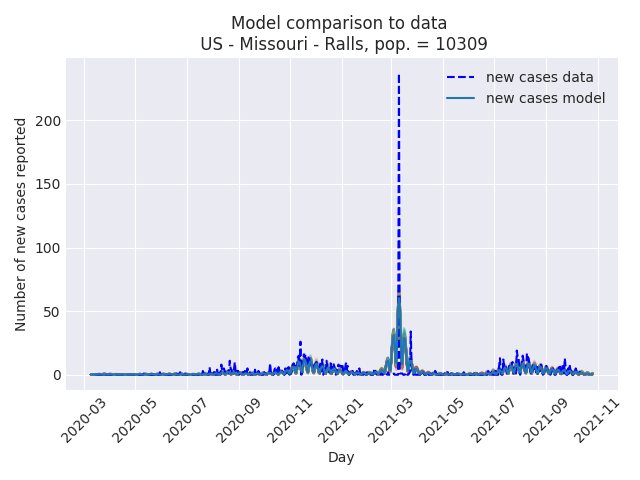 Model comparison to data
US - Missouri - Ralls, pop. = 10309
new cases data
new cases model
Number of new cases reported
200
150
100
50
0
2020-03
2020-05
2020-07
2020-09
2020-11
2021-01
2021-03
2021-05
2021-07
2021-09
2021-11
Day